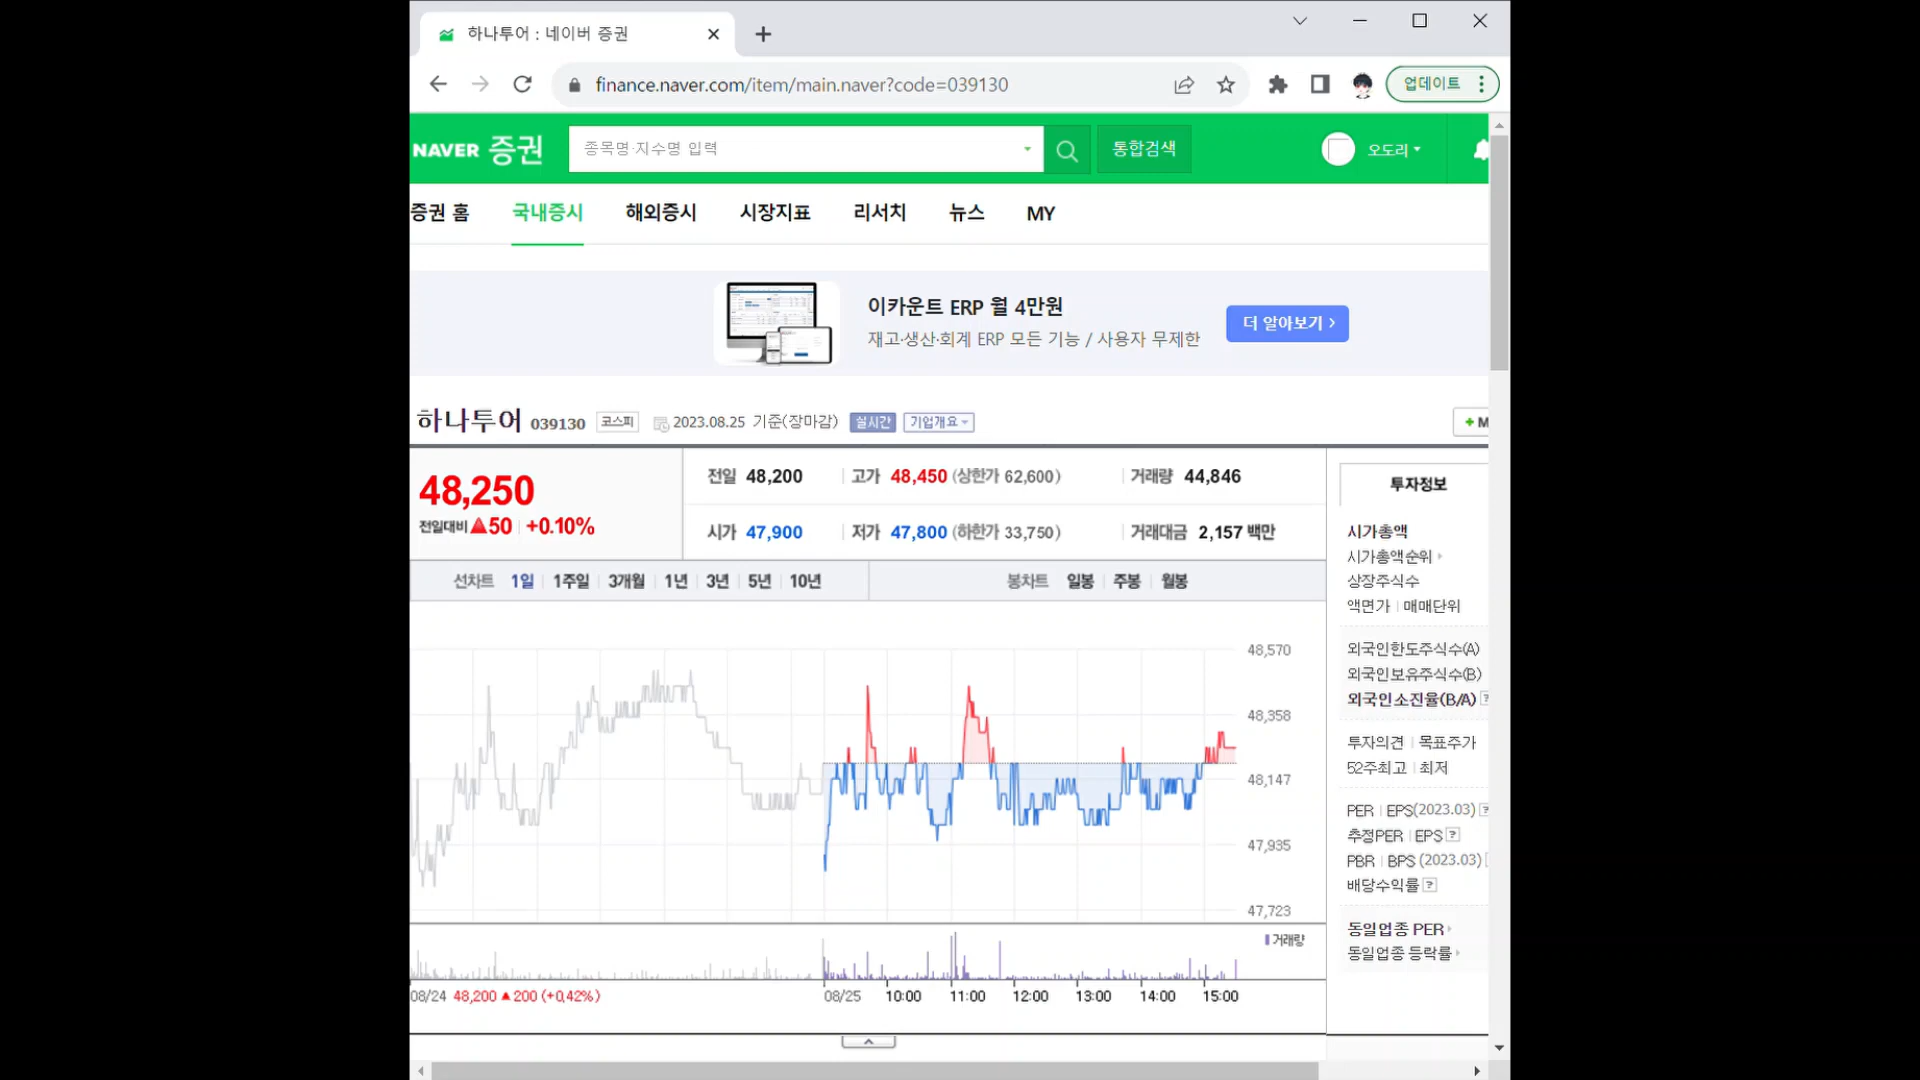 하나투어 : 네이버 증권
finance.naver.com/item/main.naver?code=039130
업데이트
NAVER 증권
종목명·지수명 입력
통합검색
오도리
증권 홈 국내증시 해외증시 시장지표 리서치 뉴스 MY
이카운트 ERP 월 4만원
재고·생산·회계 ERP 모든 기능 / 사용자 무제한
더 알아보기 >
하나투어 039130 코스피 2023.08.25 기준(장마감) 실시간 기업개요
+ M
48,250
전일대비 ▲50 +0.10%
전일 48,200 고가 48,450 (상한가 62,600) 거래량 44,846
시가 47,900 저가 47,800 (하한가 33,750) 거래대금 2,157 백만
선차트 1일 1주일 3개월 1년 3년 5년 10년 봉차트 일봉 주봉 월봉
48,570
48,358
48,147
47,935
47,723
거래량
08/24 48,200 ▲200 (+0,42%)
08/25 10:00 11:00 12:00 13:00 14:00 15:00
투자정보
시가총액
시가총액순위
상장주식수
액면가 매매단위
외국인한도주식수(A)
외국인보유주식수(B)
외국인소진율(B/A) ?
투자의견 목표주가
52주최고 최저
PER EPS(2023.03) ?
추정PER EPS ?
PBR BPS (2023.03)
배당수익률 ?
동일업종 PER
동일업종 등락률